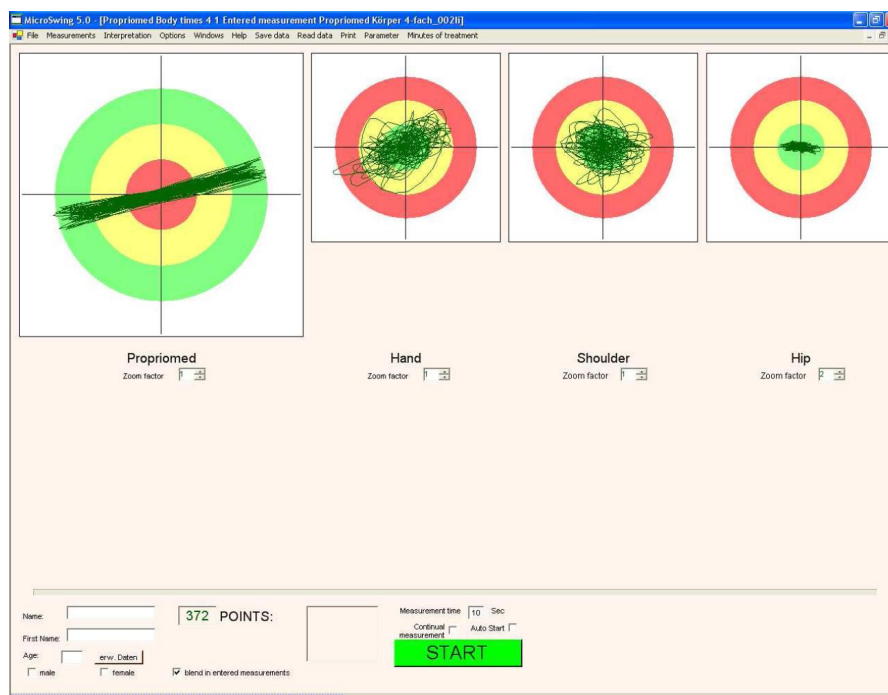 MicroSwing 5.0 - [Propriomed Body times 4 1 Entered measurement Propriomed Körper 4-fach_002li]
File Measurements Interpretation Options Windows Help Save data Read data Print Parameter Minutes of treatment
Propriomed Hand Shoulder Hip
Zoom factor 1 Zoom factor 1 Zoom factor 1 Zoom factor 2
Name: 372 POINTS: Measurement time 10 Sec
Continual measurement Auto Start
First Name:
START
Age: erw. Daten
male female blend in entered measurements